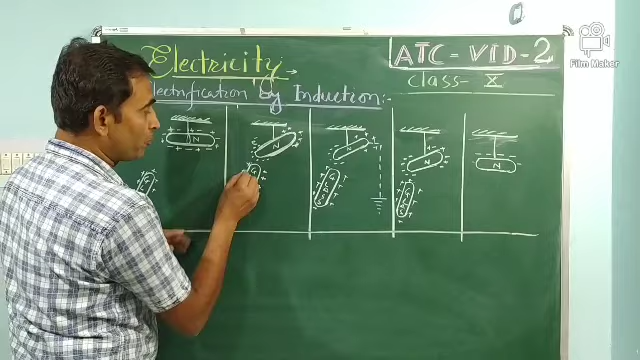 Electricity
ATC = VID-2
Class - X
Electrification by Induction:-
Film Maker
N
N
N
N
N
G
L
A
S
S